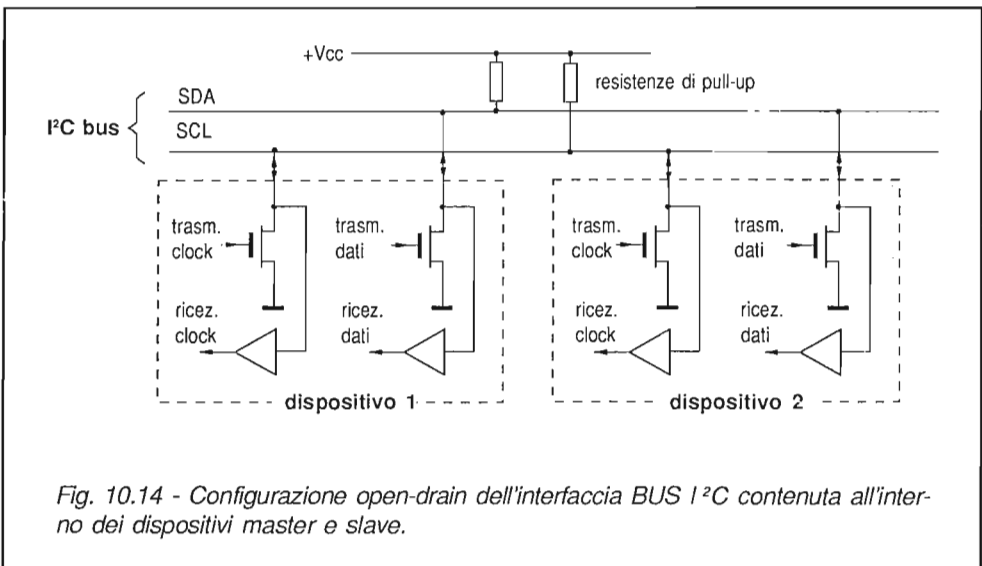 +Vcc
resistenze di pull-up
SDA
I²C bus
SCL
trasm.
clock
trasm.
dati
trasm.
clock
trasm.
dati
ricez.
clock
ricez.
dati
ricez.
clock
ricez.
dati
dispositivo 1
dispositivo 2
Fig. 10.14 - Configurazione open-drain dell'interfaccia BUS I²C contenuta all'inter-
no dei dispositivi master e slave.